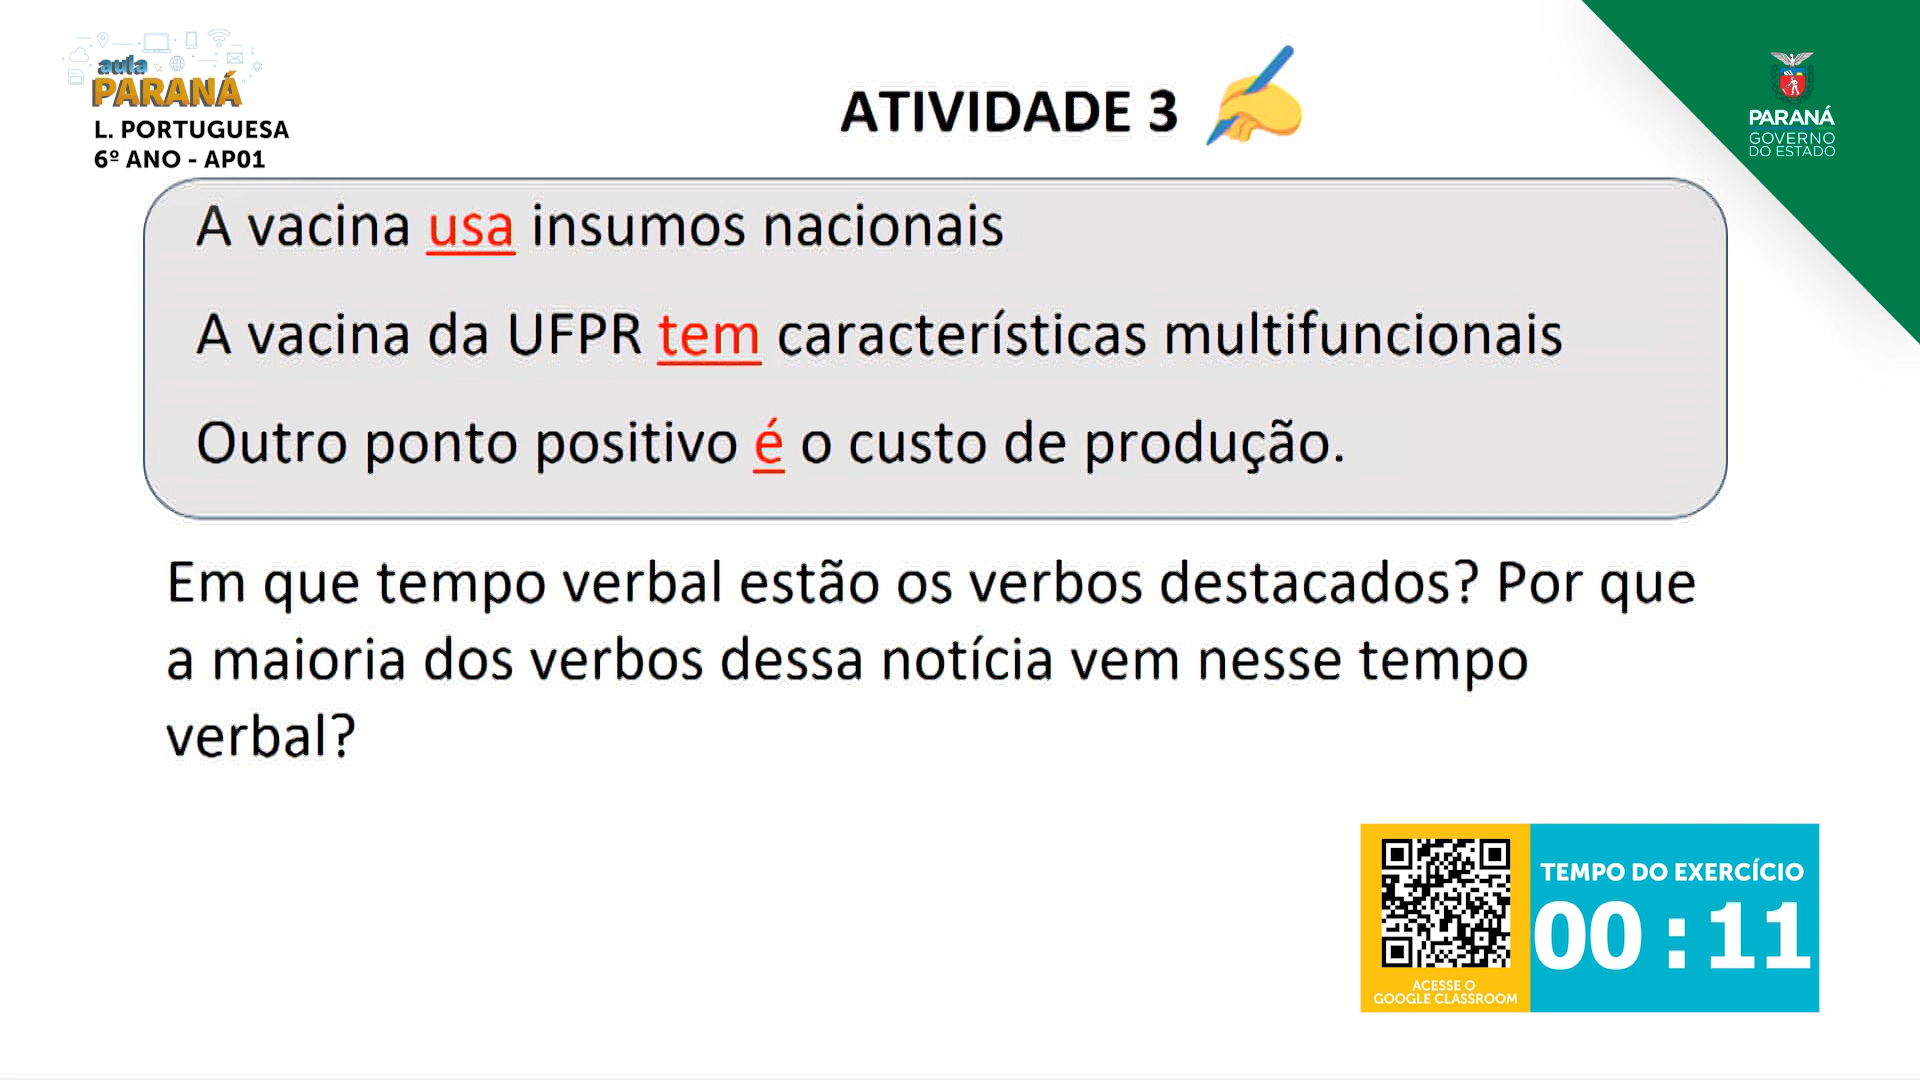 aula
PARANÁ
L. PORTUGUESA
6º ANO - AP01
ATIVIDADE 3
PARANÁ
GOVERNO
DO ESTADO
A vacina usa insumos nacionais
A vacina da UFPR tem características multifuncionais
Outro ponto positivo é o custo de produção.
Em que tempo verbal estão os verbos destacados? Por que
a maioria dos verbos dessa notícia vem nesse tempo
verbal?
TEMPO DO EXERCÍCIO
00 : 11
ACESSE O
GOOGLE CLASSROOM